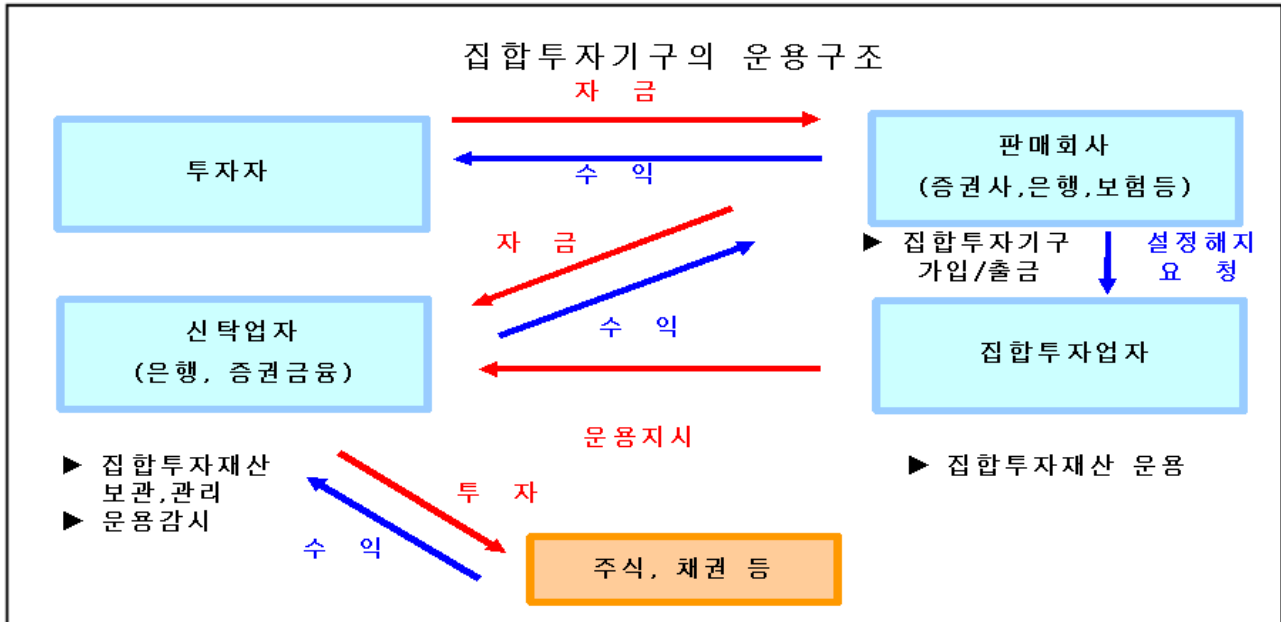 집합투자기구의 운용구조
자 금
투자자
수 익
판매회사
(증권사,은행,보험등)
자 금
▶ 집합투자기구
가입/출금
설정해지
요 청
신탁업자
(은행, 증권금융)
수 익
집합투자업자
운용지시
▶ 집합투자재산
보관,관리
▶ 운용감시
▶ 집합투자재산 운용
투 자
수 익
주식, 채권 등